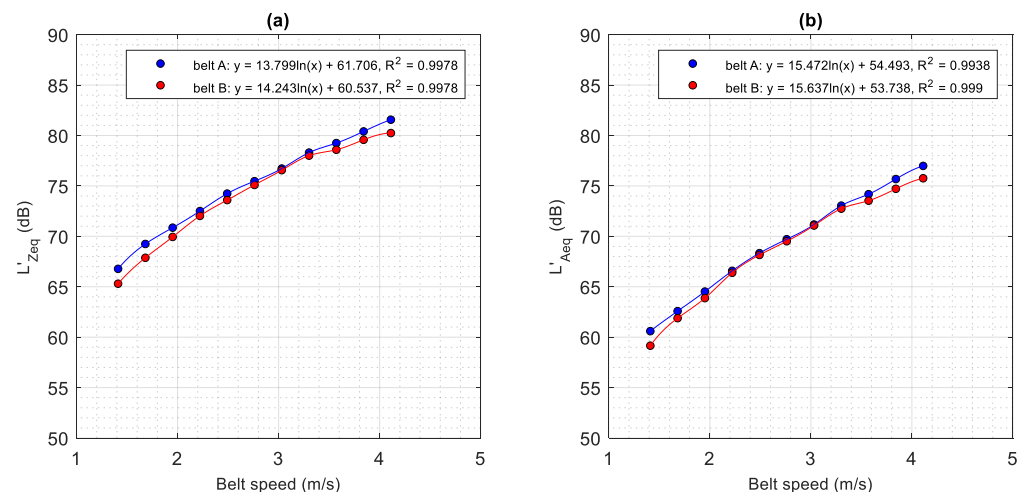 (a)
90
85
80
75
70
65
60
55
50
L'Zeq (dB)
belt A: y = 13.799ln(x) + 61.706, R² = 0.9978
belt B: y = 14.243ln(x) + 60.537, R² = 0.9978
1 2 3 4 5
Belt speed (m/s)
(b)
90
85
80
75
70
65
60
55
50
L'Aeq (dB)
belt A: y = 15.472ln(x) + 54.493, R² = 0.9938
belt B: y = 15.637ln(x) + 53.738, R² = 0.999
1 2 3 4 5
Belt speed (m/s)